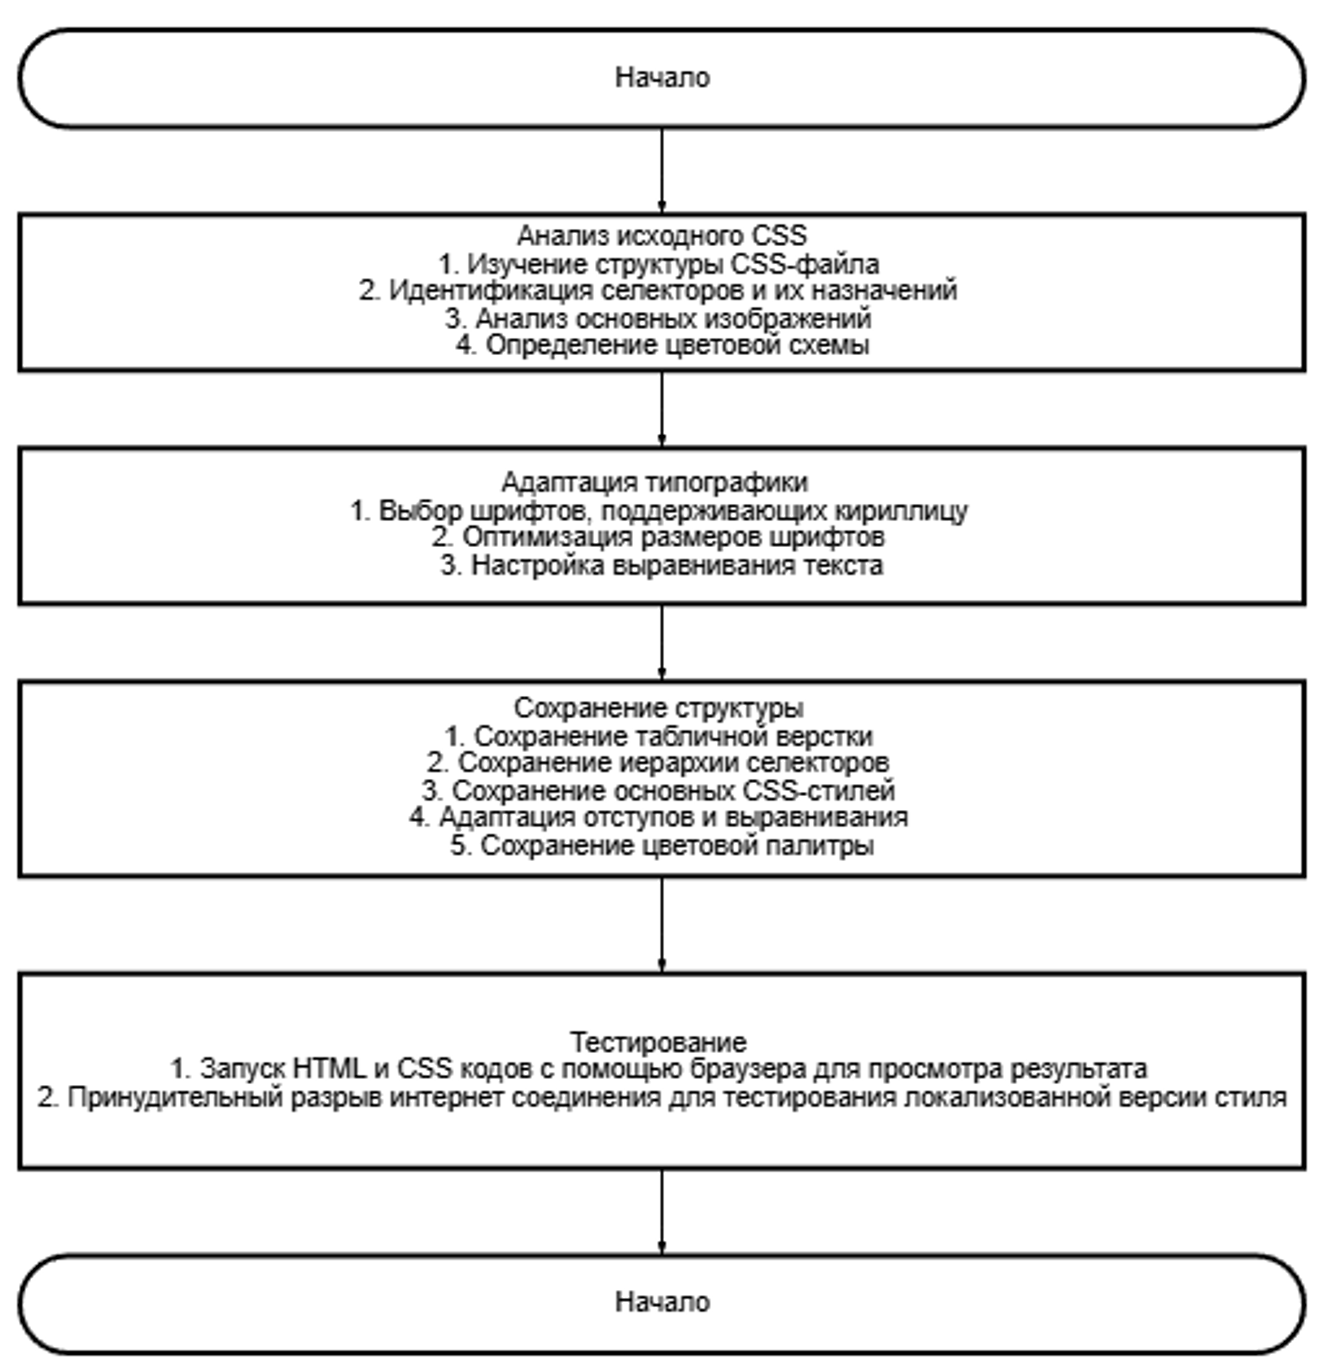 Начало
Анализ исходного CSS
1. Изучение структуры CSS-файла
2. Идентификация селекторов и их назначений
3. Анализ основных изображений
4. Определение цветовой схемы
Адаптация типографики
1. Выбор шрифтов, поддерживающих кириллицу
2. Оптимизация размеров шрифтов
3. Настройка выравнивания текста
Сохранение структуры
1. Сохранение табличной верстки
2. Сохранение иерархии селекторов
3. Сохранение основных CSS-стилей
4. Адаптация отступов и выравнивания
5. Сохранение цветовой палитры
Тестирование
1. Запуск HTML и CSS кодов с помощью браузера для просмотра результата
2. Принудительный разрыв интернет соединения для тестирования локализованной версии стиля
Начало